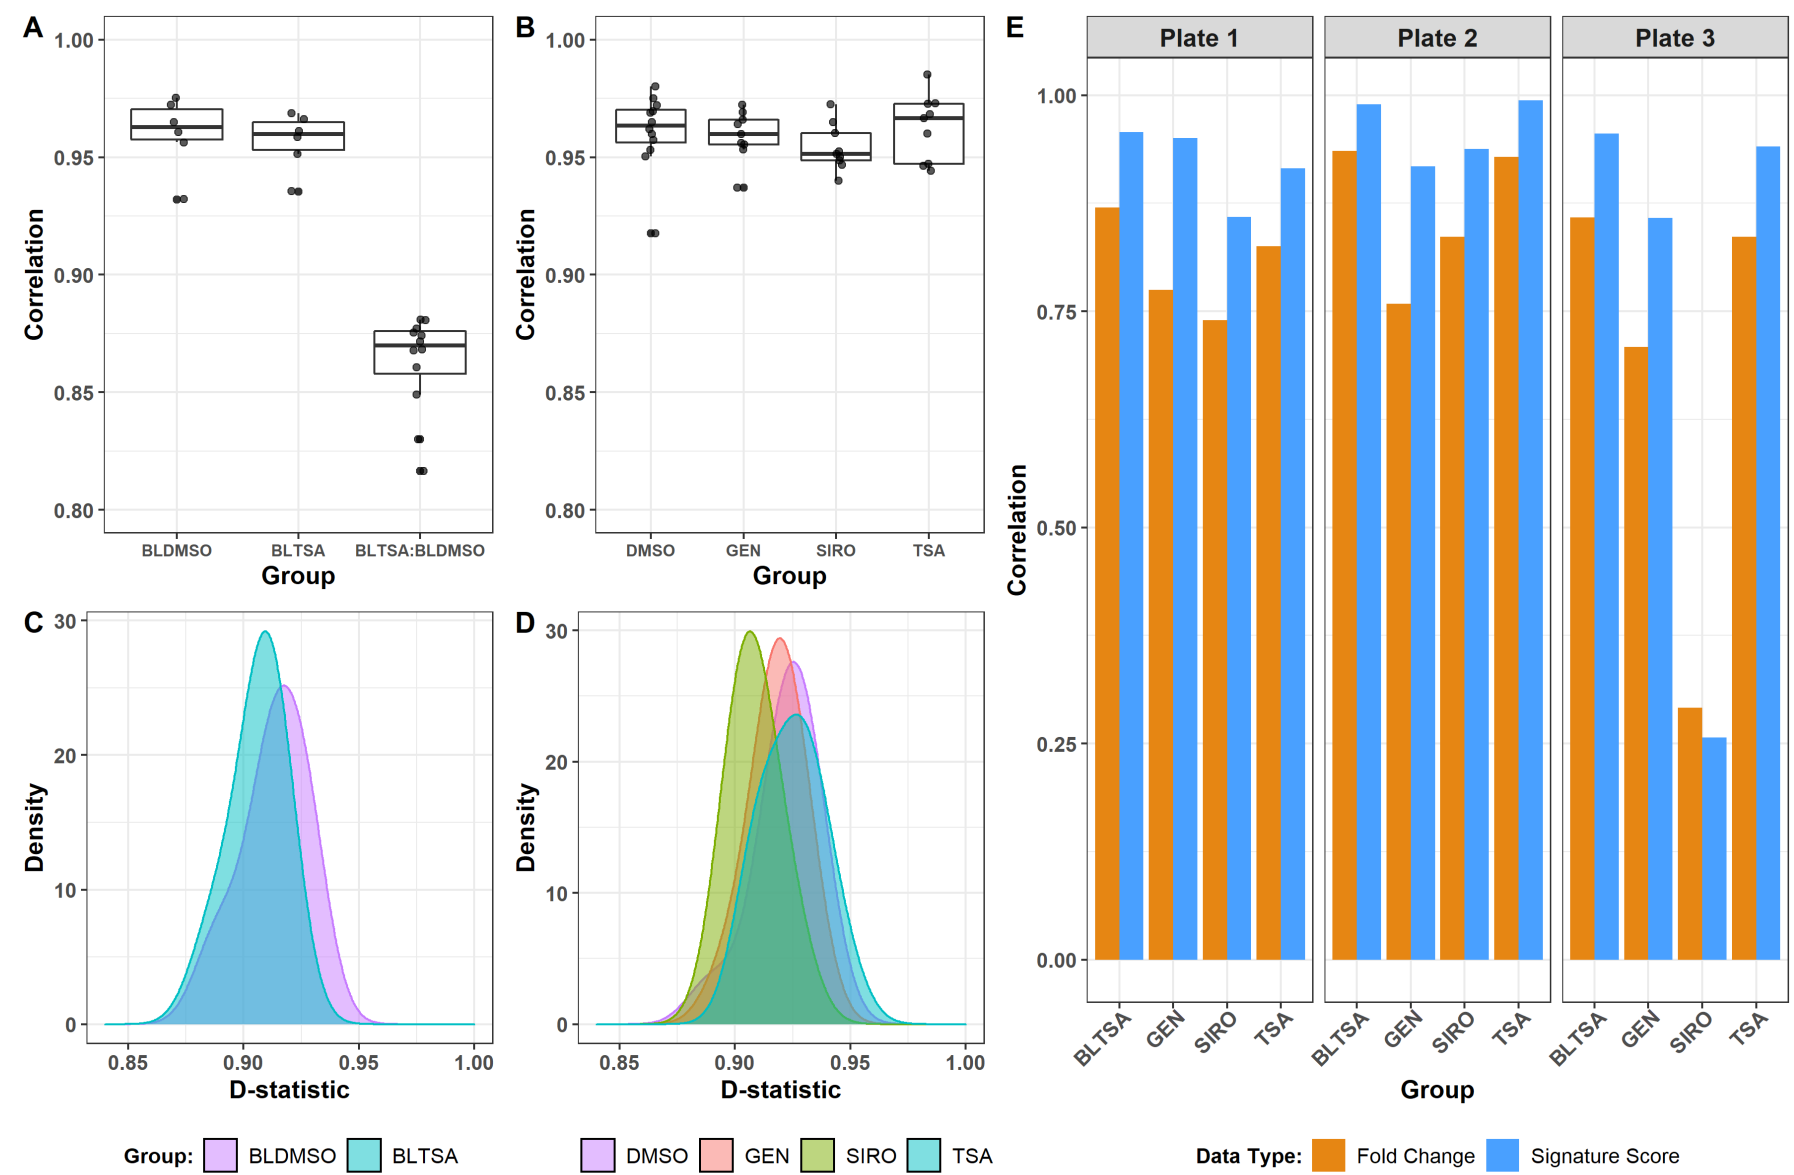 A
1.00
0.95
0.90
0.85
0.80
Correlation
BLDMSO BLTSA BLTSA:BLDMSO
Group
B
1.00
0.95
0.90
0.85
0.80
Correlation
DMSO GEN SIRO TSA
Group
C
30
20
10
0
Density
0.85 0.90 0.95 1.00
D-statistic
Group: BLDMSO BLTSA
D
30
20
10
0
Density
0.85 0.90 0.95 1.00
D-statistic
DMSO GEN SIRO TSA
E
Plate 1 Plate 2 Plate 3
1.00
0.75
0.50
0.25
0.00
Correlation
BLTSA GEN SIRO TSA BLTSA GEN SIRO TSA BLTSA GEN SIRO TSA
Group
Data Type: Fold Change Signature Score